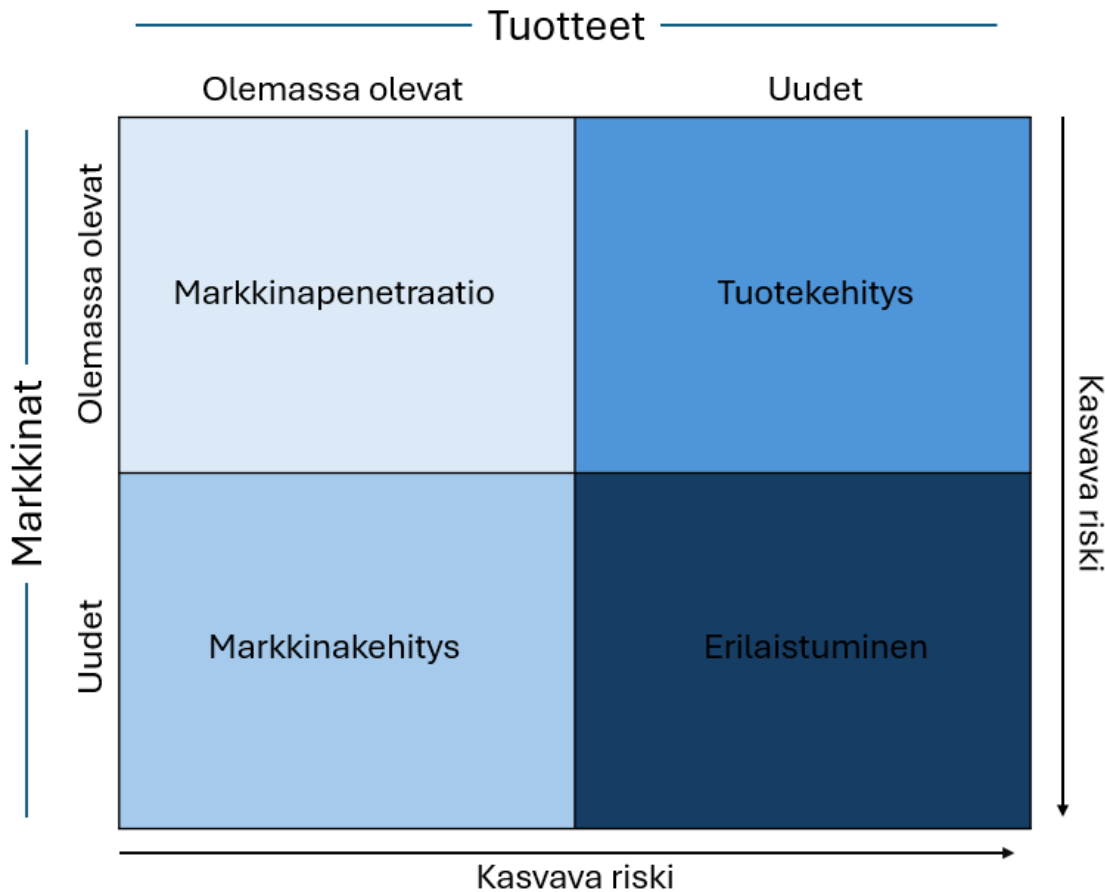 Tuotteet
Olemassa olevat
Uudet
Markkinat
Olemassa olevat
Uudet
Markkinapenetraatio
Tuotekehitys
Markkinakehitys
Erilaistuminen
Kasvava riski
Kasvava riski